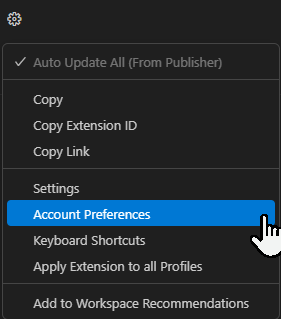 Auto Update All (From Publisher)
Copy
Copy Extension ID
Copy Link
Settings
Account Preferences
Keyboard Shortcuts
Apply Extension to all Profiles
Add to Workspace Recommendations